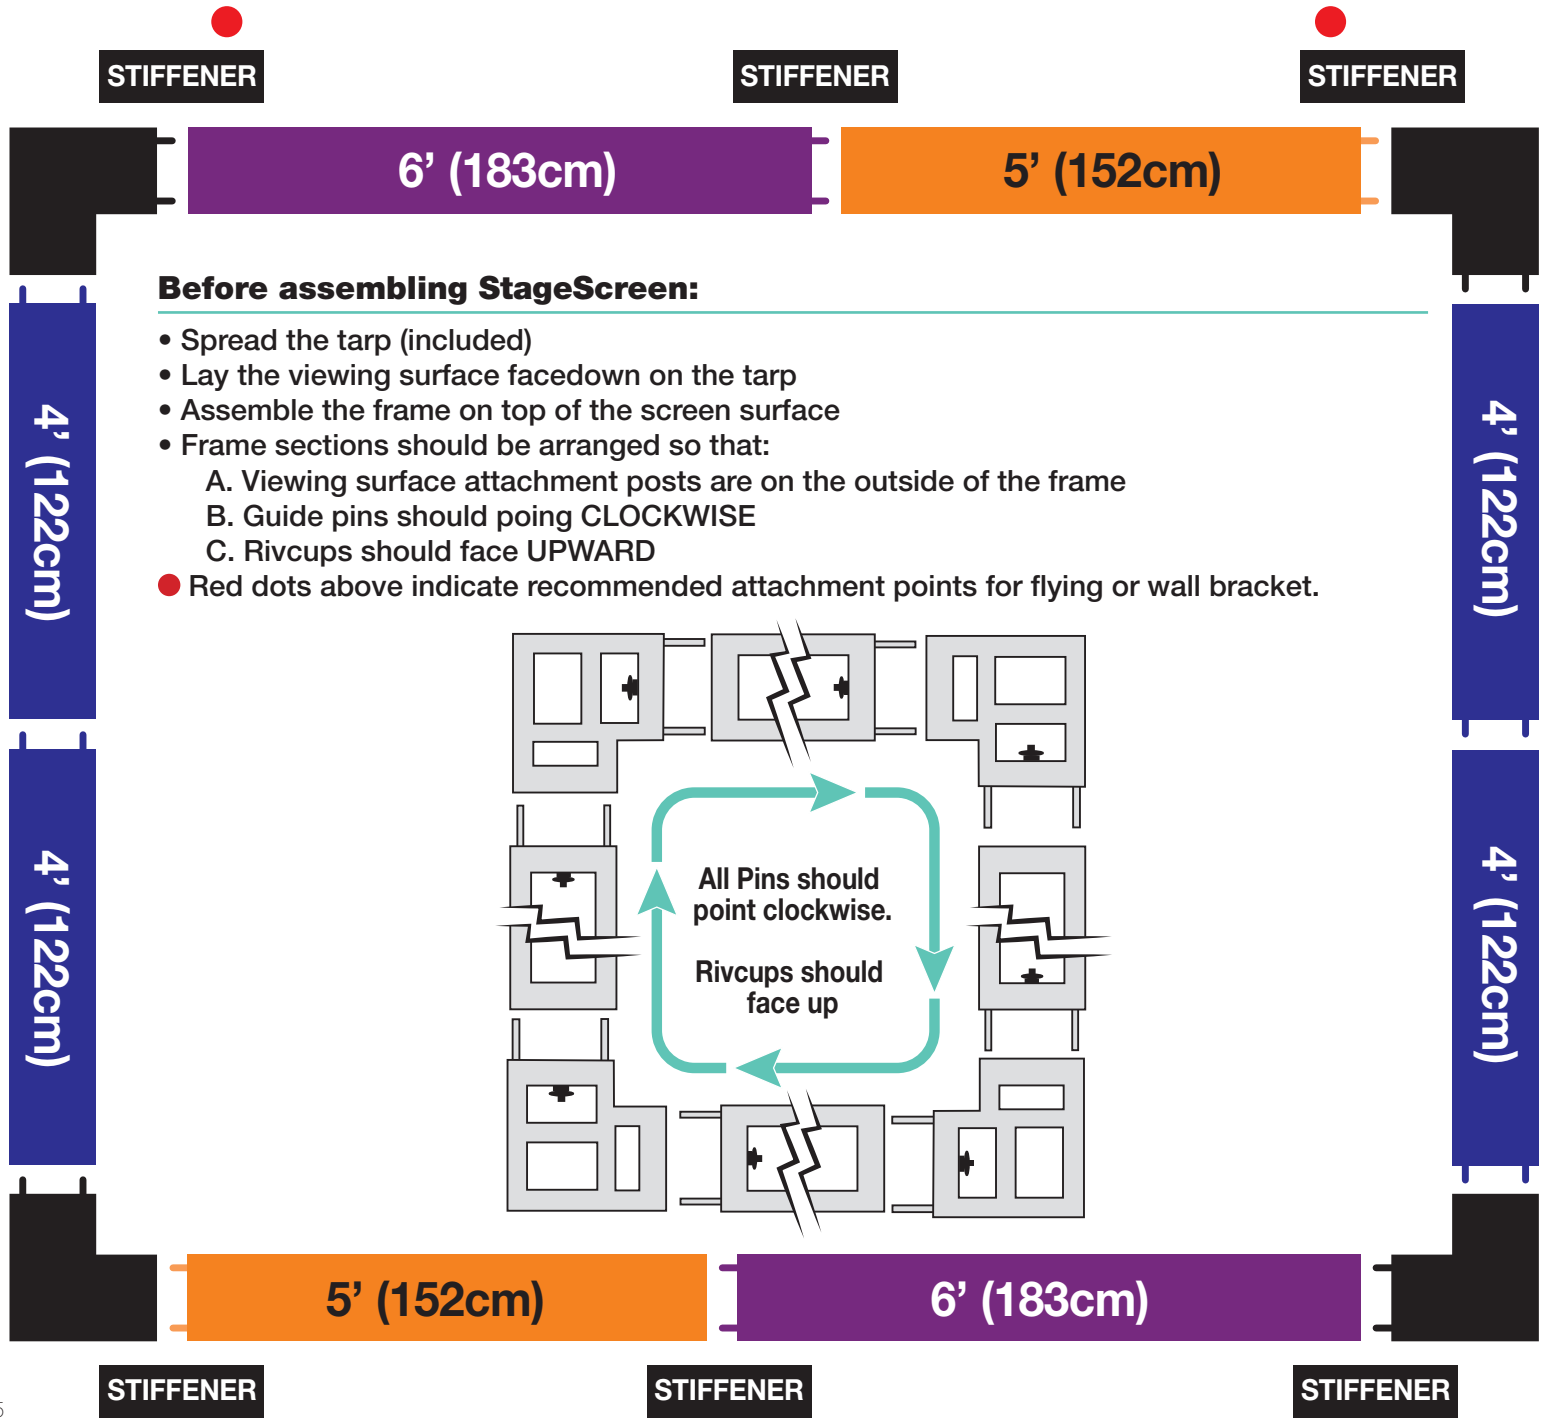 STIFFENER
STIFFENER
STIFFENER
6’ (183cm)
5’ (152cm)
Before assembling StageScreen:
• Spread the tarp (included)
• Lay the viewing surface facedown on the tarp
• Assemble the frame on top of the screen surface
• Frame sections should be arranged so that:
A. Viewing surface attachment posts are on the outside of the frame
B. Guide pins should poing CLOCKWISE
C. Rivcups should face UPWARD
Red dots above indicate recommended attachment points for flying or wall bracket.
4’ (122cm)
4’ (122cm)
All Pins should
point clockwise.
Rivcups should
face up
4’ (122cm)
4’ (122cm)
5’ (152cm)
6’ (183cm)
STIFFENER
STIFFENER
STIFFENER